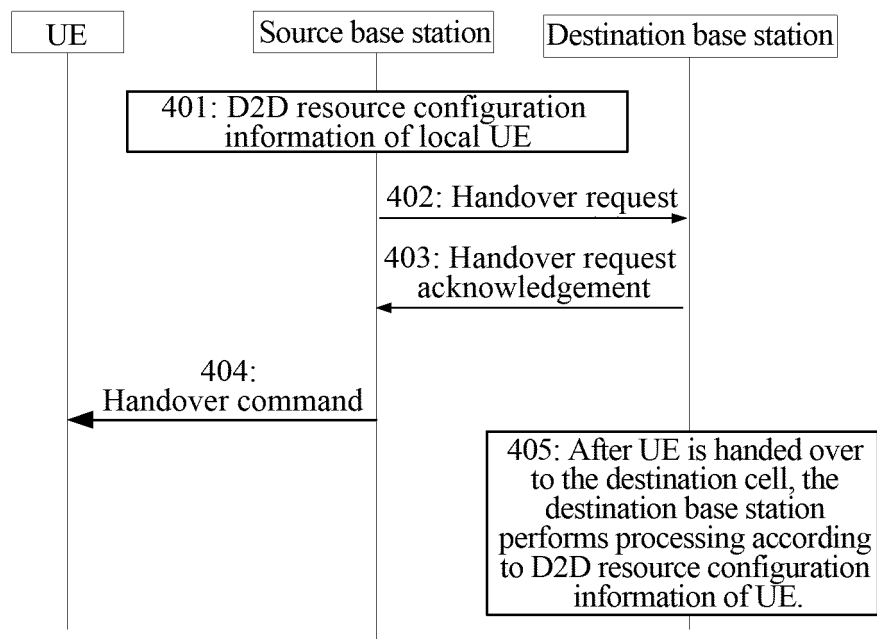 UE
Source base station
Destination base station
401: D2D resource configuration
information of local UE
402: Handover request
403: Handover request
acknowledgement
404:
Handover command
405: After UE is handed over
to the destination cell, the
destination base station
performs processing according
to D2D resource configuration
information of UE.